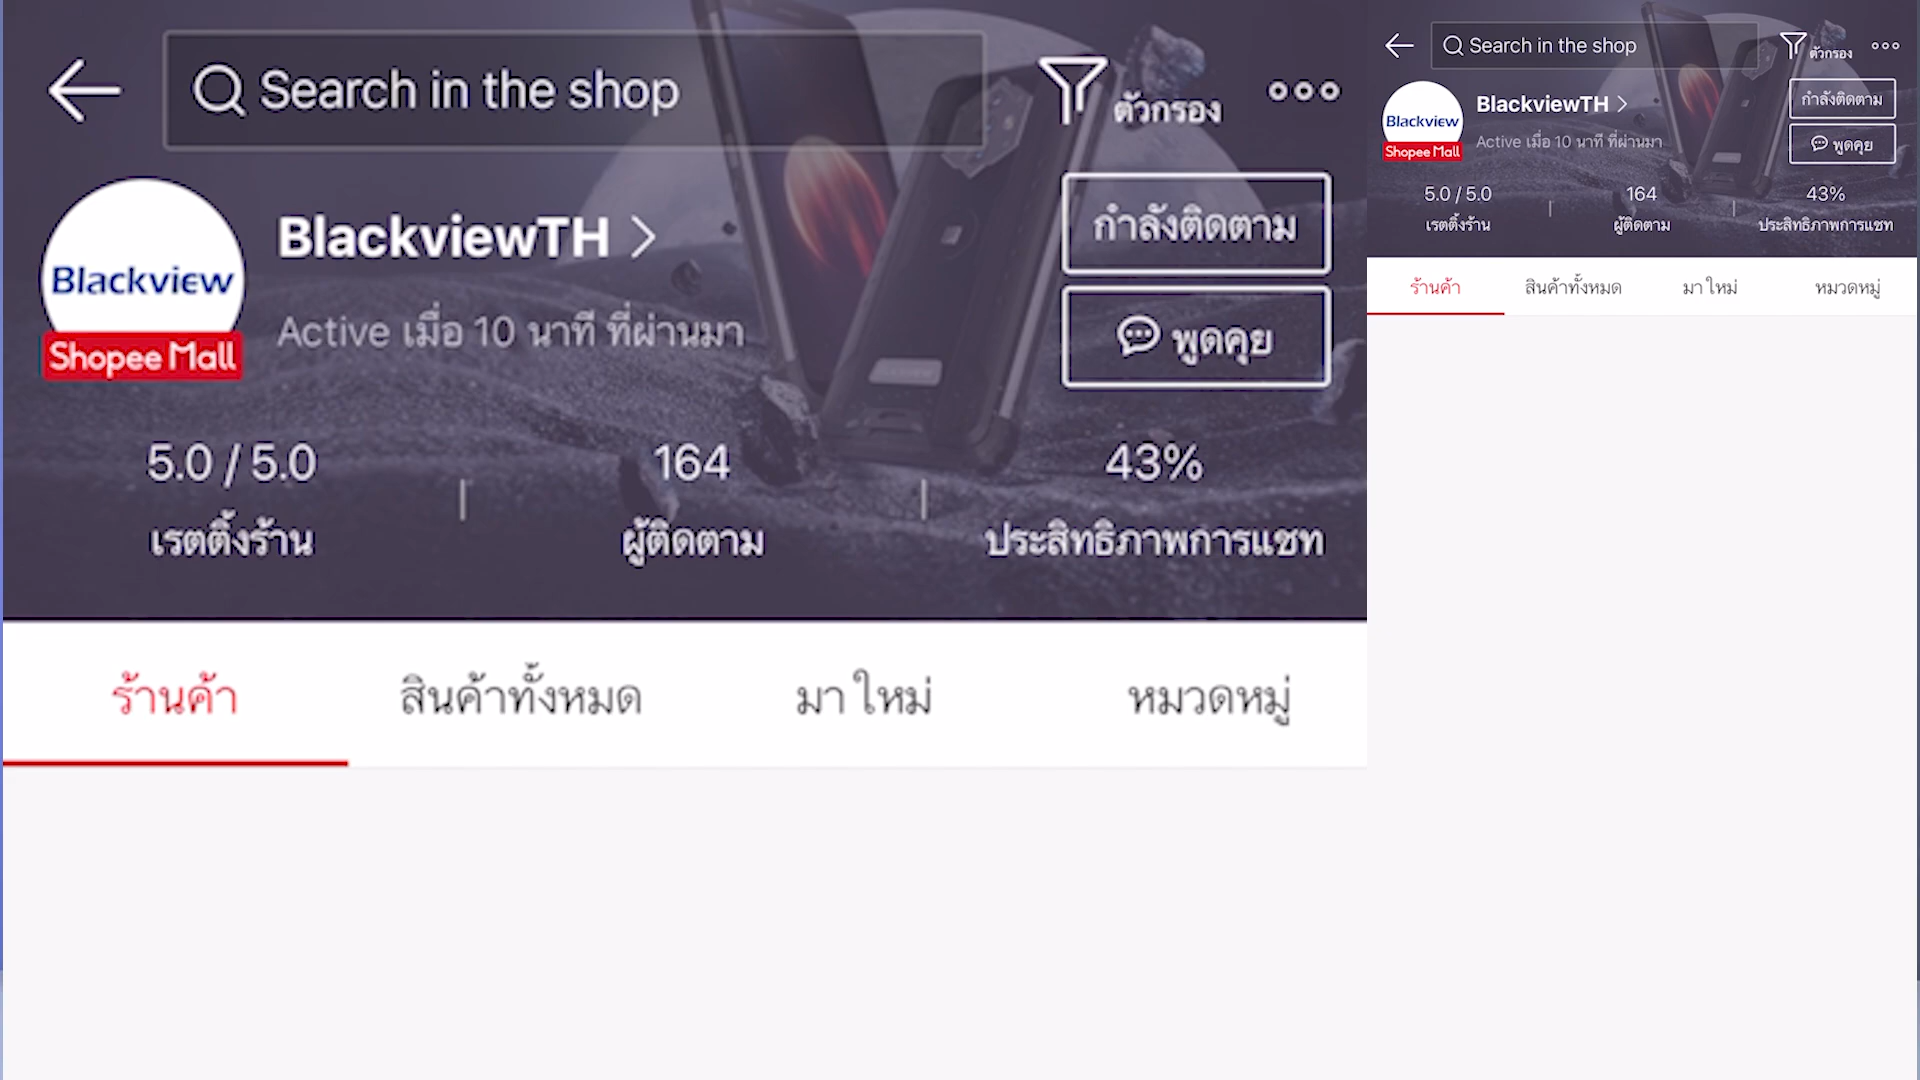 Search in the shop
ตัวกรอง
BlackviewTH
กำลังติดตาม
Blackview
Shopee Mall
Active เมื่อ 10 นาที ที่ผ่านมา
พูดคุย
5.0 / 5.0
164
43%
เรตติ้งร้าน
ผู้ติดตาม
ประสิทธิภาพการแชท
ร้านค้า
สินค้าทั้งหมด
มาใหม่
หมวดหมู่
Search in the shop
ตัวกรอง
BlackviewTH
กำลังติดตาม
Blackview
Shopee Mall
Active เมื่อ 10 นาที ที่ผ่านมา
พูดคุย
5.0 / 5.0
164
43%
เรตติ้งร้าน
ผู้ติดตาม
ประสิทธิภาพการแชท
ร้านค้า
สินค้าทั้งหมด
มาใหม่
หมวดหมู่